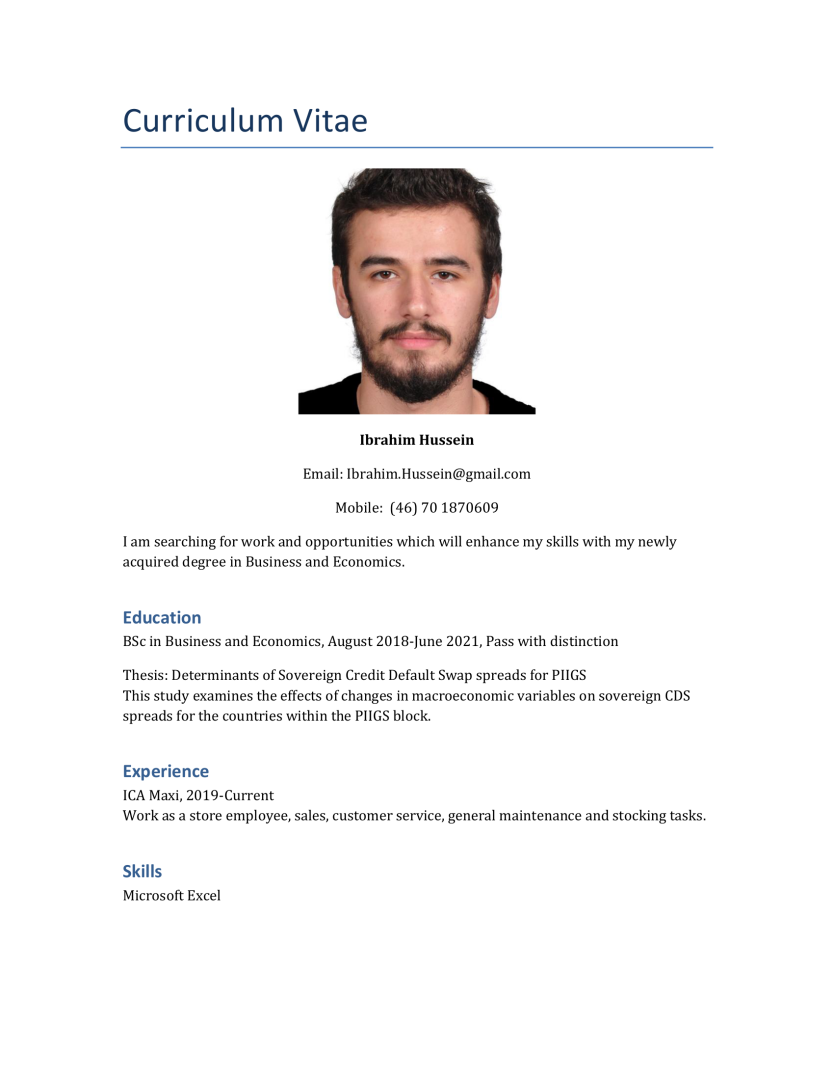 Curriculum Vitae
Ibrahim Hussein
Email: Ibrahim.Hussein@gmail.com
Mobile:  (46) 70 1870609
I am searching for work and opportunities which will enhance my skills with my newly
acquired degree in Business and Economics.
Education
BSc in Business and Economics, August 2018-June 2021, Pass with distinction
Thesis: Determinants of Sovereign Credit Default Swap spreads for PIIGS
This study examines the effects of changes in macroeconomic variables on sovereign CDS
spreads for the countries within the PIIGS block.
Experience
ICA Maxi, 2019-Current
Work as a store employee, sales, customer service, general maintenance and stocking tasks.
Skills
Microsoft Excel